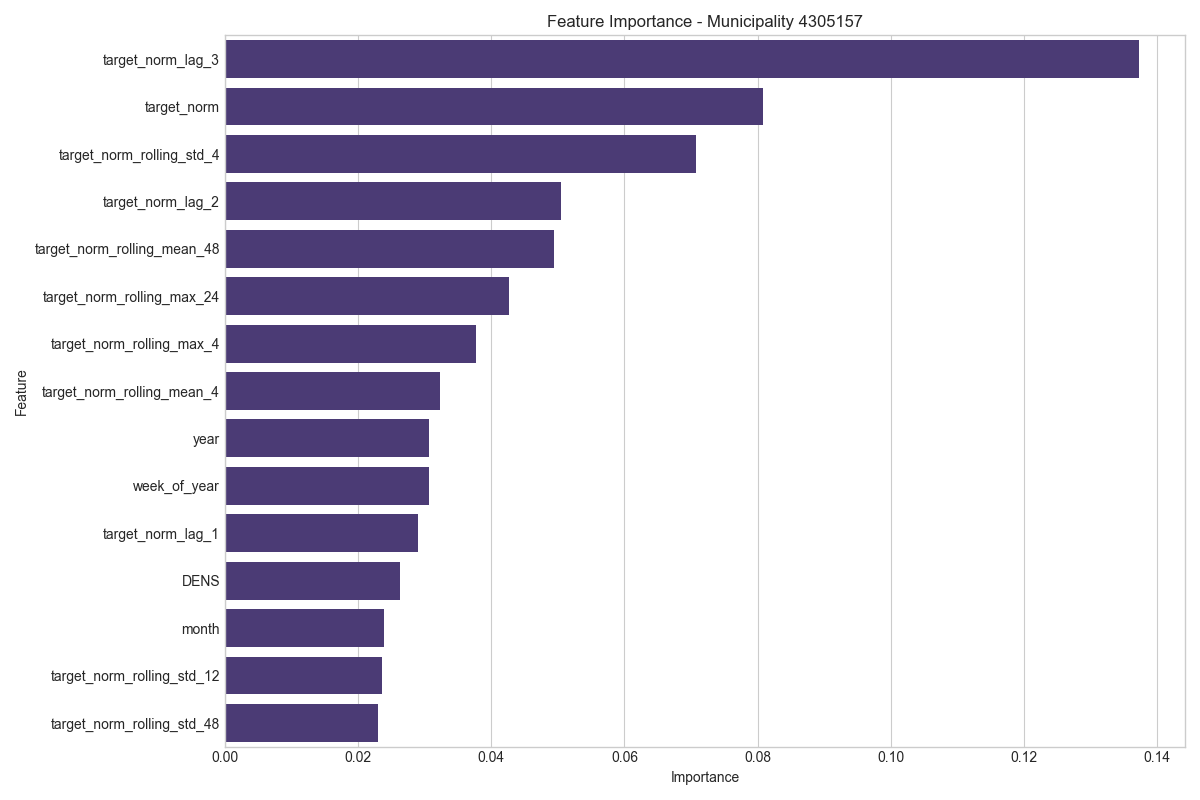 Feature Importance - Municipality 4305157
Feature
target_norm_lag_3
target_norm
target_norm_rolling_std_4
target_norm_lag_2
target_norm_rolling_mean_48
target_norm_rolling_max_24
target_norm_rolling_max_4
target_norm_rolling_mean_4
year
week_of_year
target_norm_lag_1
DENS
month
target_norm_rolling_std_12
target_norm_rolling_std_48
0.00 0.02 0.04 0.06 0.08 0.10 0.12 0.14
Importance